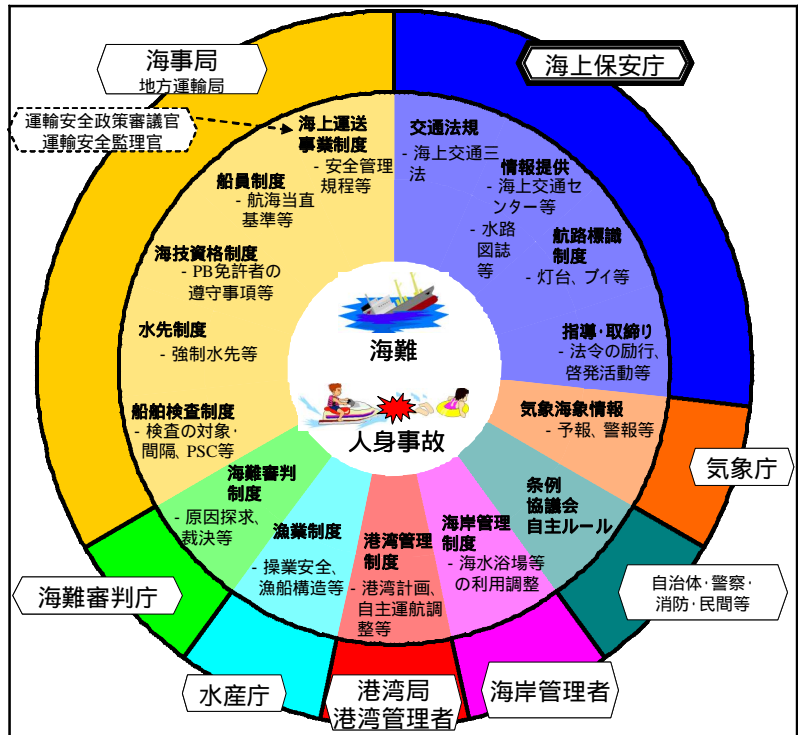 海事局
地方運輸局
海上保安庁
運輸安全政策審議官
運輸安全監理官
海上運送
事業制度
- 安全管理
規程等
交通法規
- 海上交通三
法
情報提供
- 海上交通セ
ンター等
- 水路
図誌
等
船員制度
- 航海当直
基準等
航路標識
制度
- 灯台、ブイ等
海技資格制度
- PB免許者の
遵守事項等
水先制度
- 強制水先等
指導・取締り
- 法令の励行、
啓発活動等
海難
人身事故
船舶検査制度
- 検査の対象・
間隔、PSC等
気象海象情報
- 予報、警報等
気象庁
海難審判
制度
- 原因探求、
裁決等
漁業制度
- 操業安全、
漁船構造等
港湾管理
制度
- 港湾計画、
自主運航調
整等
海岸管理
制度
- 海水浴場等
の利用調整
条例
協議会
自主ルール
海難審判庁
自治体・警察・
消防・民間等
水産庁
港湾局
港湾管理者
海岸管理者